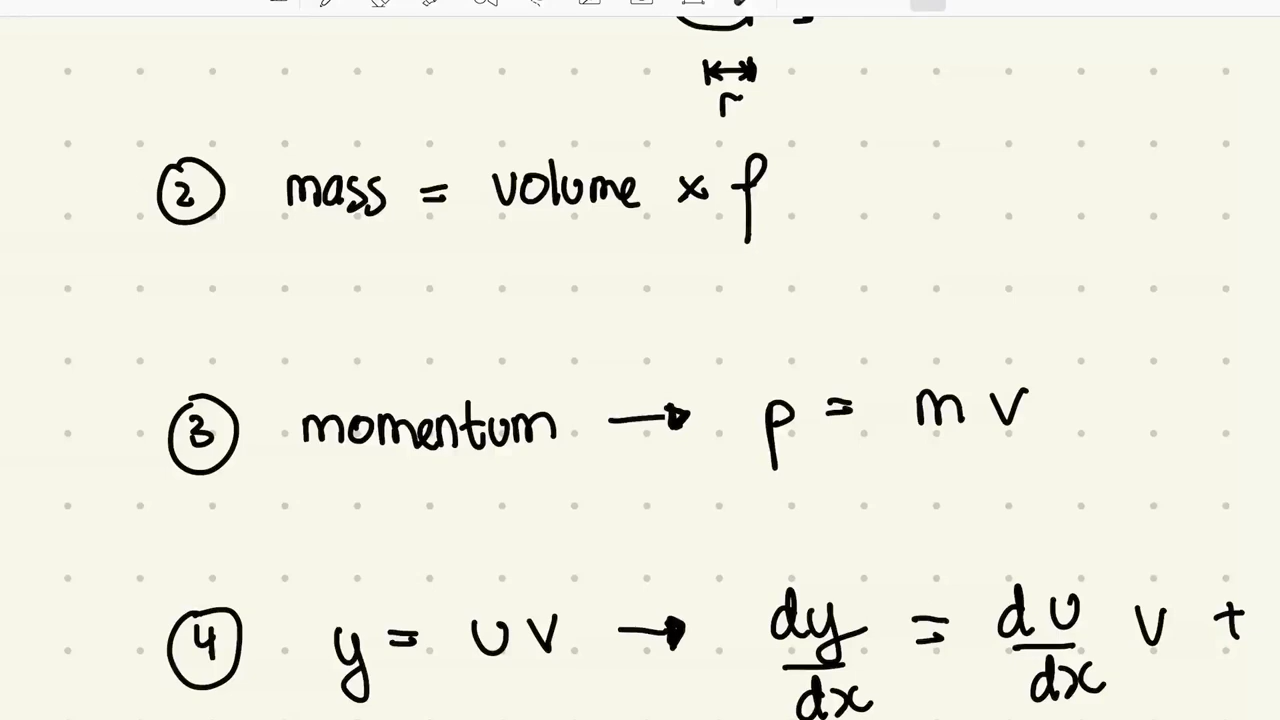 r
② mass = volume × ρ
③ momentum → p = m v
④ y = u v → dy/dx = du/dx v +